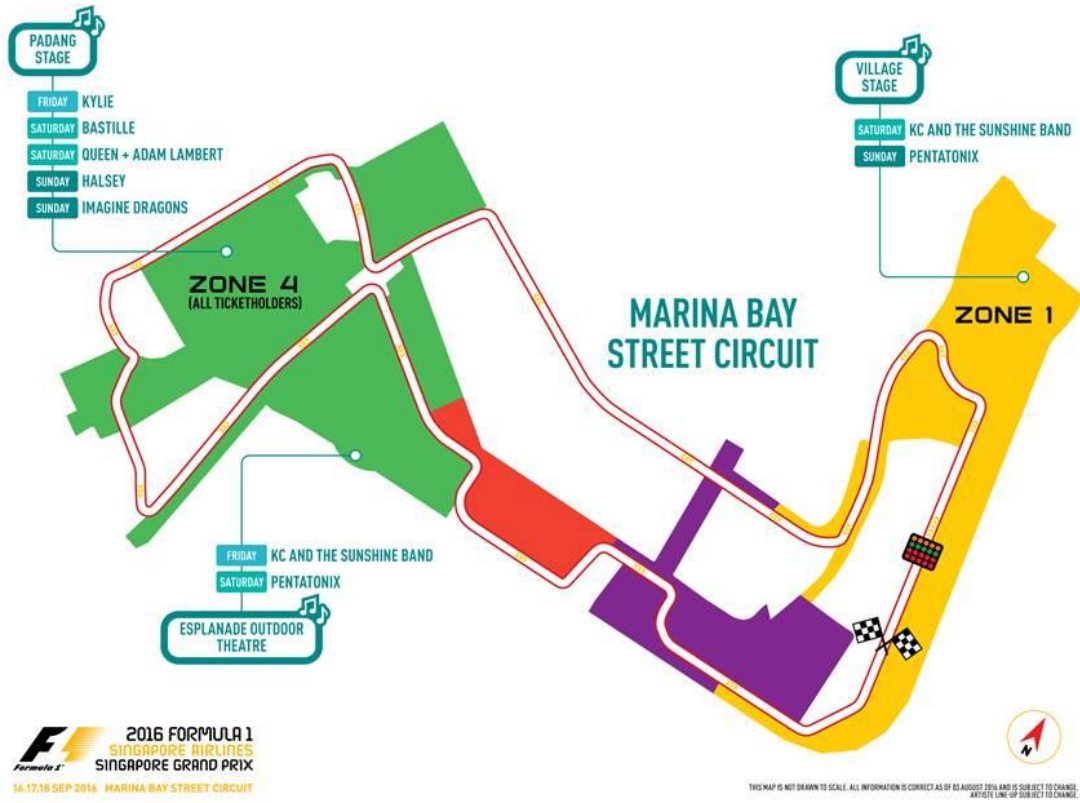 PADANG
STAGE
FRIDAY KYLIE
SATURDAY BASTILLE
SATURDAY QUEEN + ADAM LAMBERT
SUNDAY HALSEY
SUNDAY IMAGINE DRAGONS
VILLAGE
STAGE
SATURDAY KC AND THE SUNSHINE BAND
SUNDAY PENTATONIX
ZONE 4
(ALL TICKETHOLDERS)
MARINA BAY
STREET CIRCUIT
ZONE 1
FRIDAY KC AND THE SUNSHINE BAND
SATURDAY PENTATONIX
ESPLANADE OUTDOOR
THEATRE
F1
Formula 1
2016 FORMULA 1
SINGAPORE AIRLINES
SINGAPORE GRAND PRIX
16.17.18 SEP 2016 MARINA BAY STREET CIRCUIT
N
THIS MAP IS NOT DRAWN TO SCALE. ALL INFORMATION IS CORRECT AS OF 03 AUGUST 2016 AND IS SUBJECT TO CHANGE.
ARTISTE LINE-UP SUBJECT TO CHANGE.